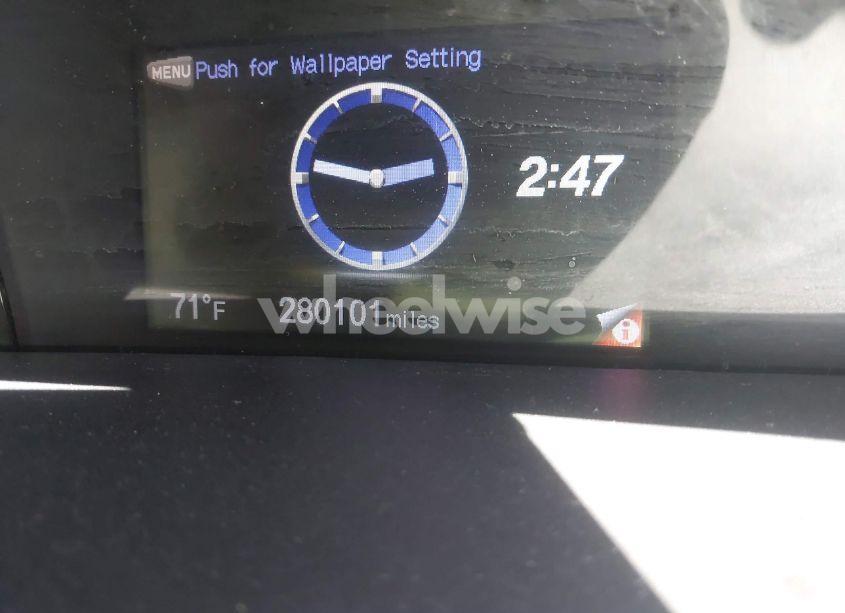 MENU Push for Wallpaper Setting
2:47
71°F 280101 miles
wheelwise